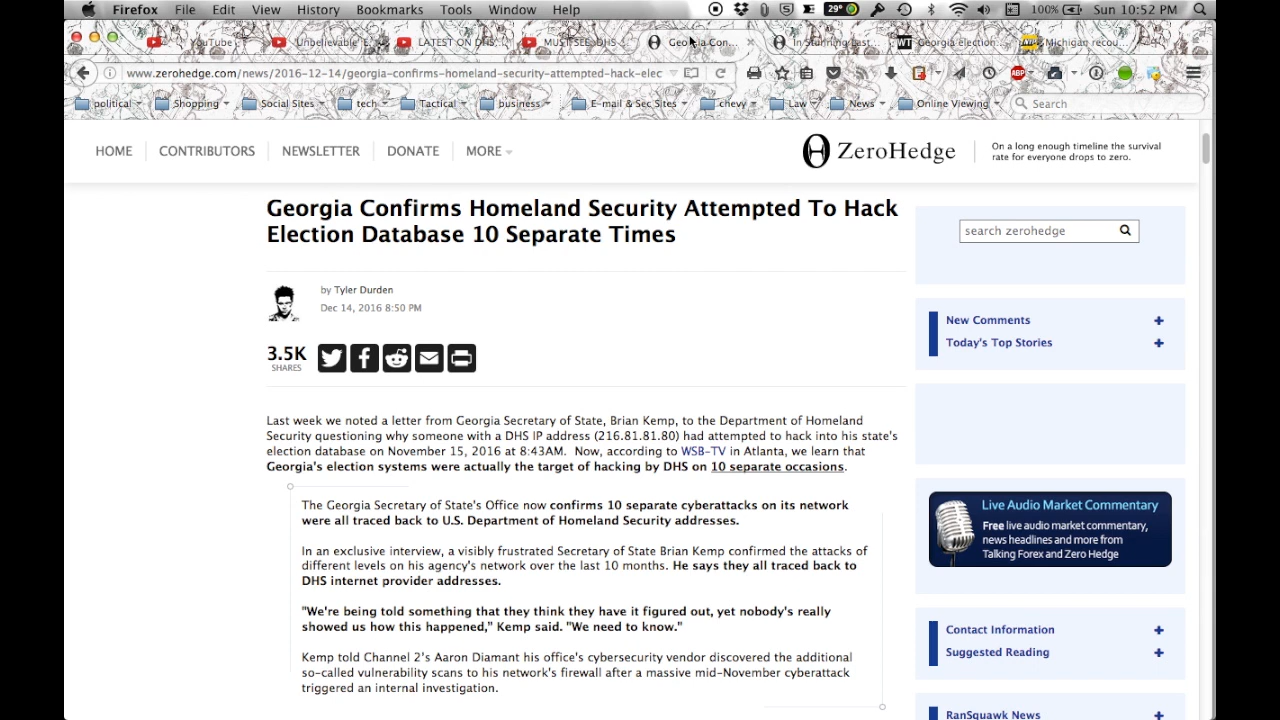 Firefox File Edit View History Bookmarks Tools Window Help 29° 100% Sun 10:52 PM
YouTube Unbelievable E LATEST ON DHS MUST SEE: DHS Georgia Con... In Stunning Last Georgia election Michigan recou...
www.zerohedge.com/news/2016-12-14/georgia-confirms-homeland-security-attempted-hack-elec ABP
political Shopping Social Sites tech Tactical business E-mail & Sec Sites chevy Law News Online Viewing Search
HOME CONTRIBUTORS NEWSLETTER DONATE MORE
ZeroHedge
On a long enough timeline the survival
rate for everyone drops to zero.
Georgia Confirms Homeland Security Attempted To Hack
Election Database 10 Separate Times
by Tyler Durden
Dec 14, 2016 8:50 PM
3.5K
SHARES
Last week we noted a letter from Georgia Secretary of State, Brian Kemp, to the Department of Homeland
Security questioning why someone with a DHS IP address (216.81.81.80) had attempted to hack into his state's
election database on November 15, 2016 at 8:43AM. Now, according to WSB-TV in Atlanta, we learn that
Georgia's election systems were actually the target of hacking by DHS on 10 separate occasions.
The Georgia Secretary of State's Office now confirms 10 separate cyberattacks on its network
were all traced back to U.S. Department of Homeland Security addresses.
In an exclusive interview, a visibly frustrated Secretary of State Brian Kemp confirmed the attacks of
different levels on his agency's network over the last 10 months. He says they all traced back to
DHS internet provider addresses.
"We're being told something that they think they have it figured out, yet nobody's really
showed us how this happened," Kemp said. "We need to know."
Kemp told Channel 2's Aaron Diamant his office's cybersecurity vendor discovered the additional
so-called vulnerability scans to his network's firewall after a massive mid-November cyberattack
triggered an internal investigation.
search zerohedge
New Comments
Today's Top Stories
Live Audio Market Commentary
Free live audio market commentary,
news headlines and more from
Talking Forex and Zero Hedge
Contact Information
Suggested Reading
RanSquawk News